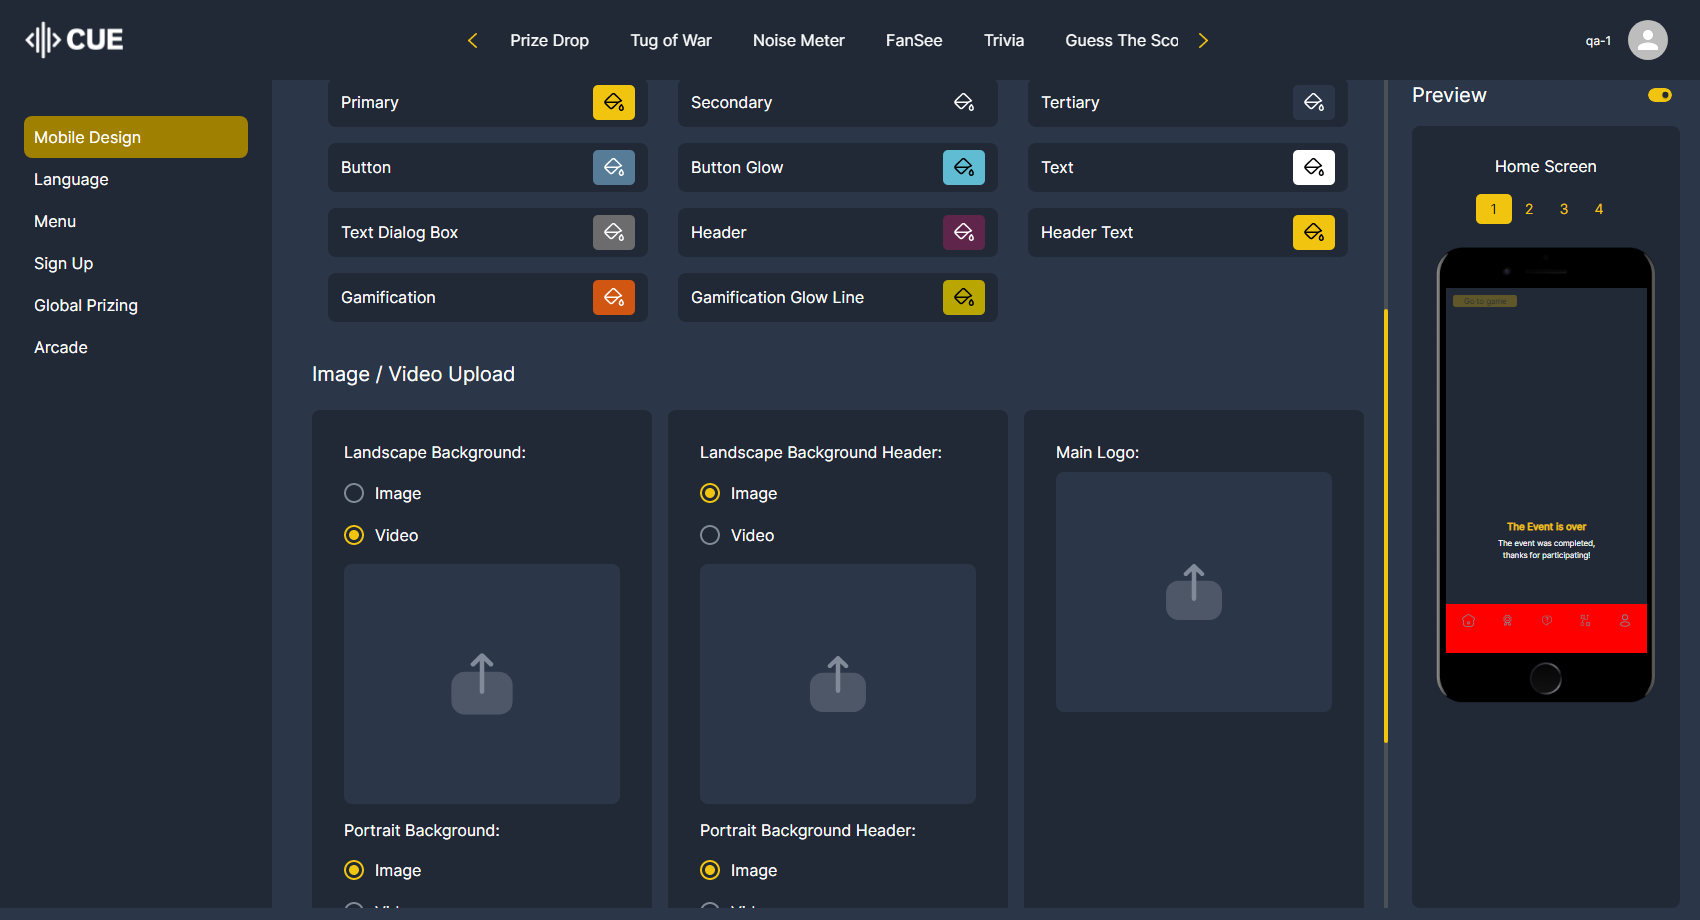 CUE
Prize Drop
Tug of War
Noise Meter
FanSee
Trivia
Guess The Sco
qa-1
Mobile Design
Language
Menu
Sign Up
Global Prizing
Arcade
Primary
Secondary
Tertiary
Button
Button Glow
Text
Text Dialog Box
Header
Header Text
Gamification
Gamification Glow Line
Image / Video Upload
Landscape Background:
Image
Video
Portrait Background:
Image
Landscape Background Header:
Image
Video
Portrait Background Header:
Image
Main Logo:
Preview
Home Screen
1 2 3 4
Go to game
The Event is over
The event was completed,
thanks for participating!